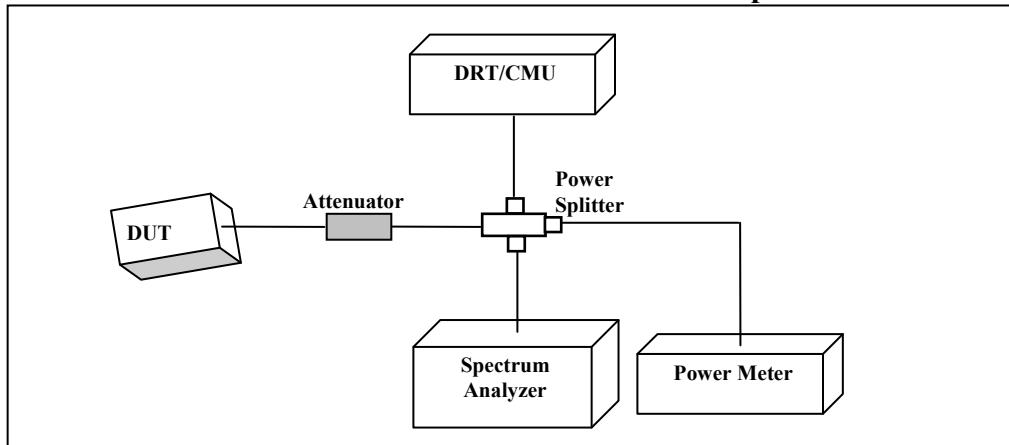 DRT/CMU
Power
Splitter
Attenuator
DUT
Spectrum
Analyzer
Power Meter